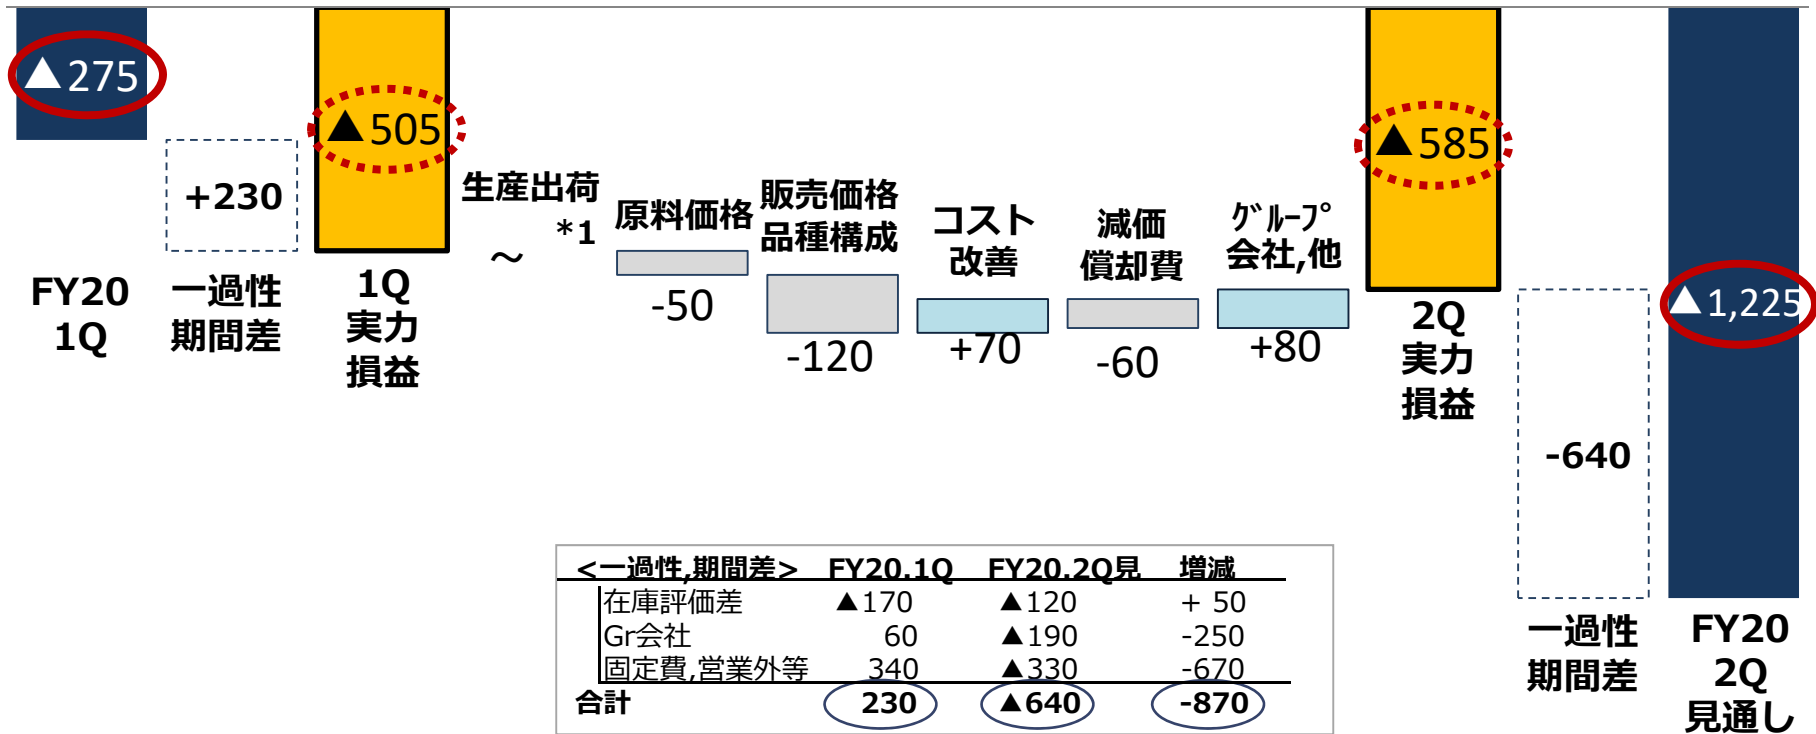 ▲275
FY20
1Q
+230
一過性
期間差
▲505
1Q
実力
損益
生産出荷
*1
～
原料価格
-50
販売価格
品種構成
-120
コスト
改善
+70
減価
償却費
-60
ｸﾞﾙｰﾌﾟ
会社,他
+80
▲585
2Q
実力
損益
-640
一過性
期間差
▲1,225
FY20
2Q
見通し
<一過性,期間差> FY20.1Q FY20.2Q見 増減
在庫評価差 ▲170 ▲120 + 50
Gr会社 60 ▲190 -250
固定費,営業外等 340 ▲330 -670
合計 230 ▲640 -870